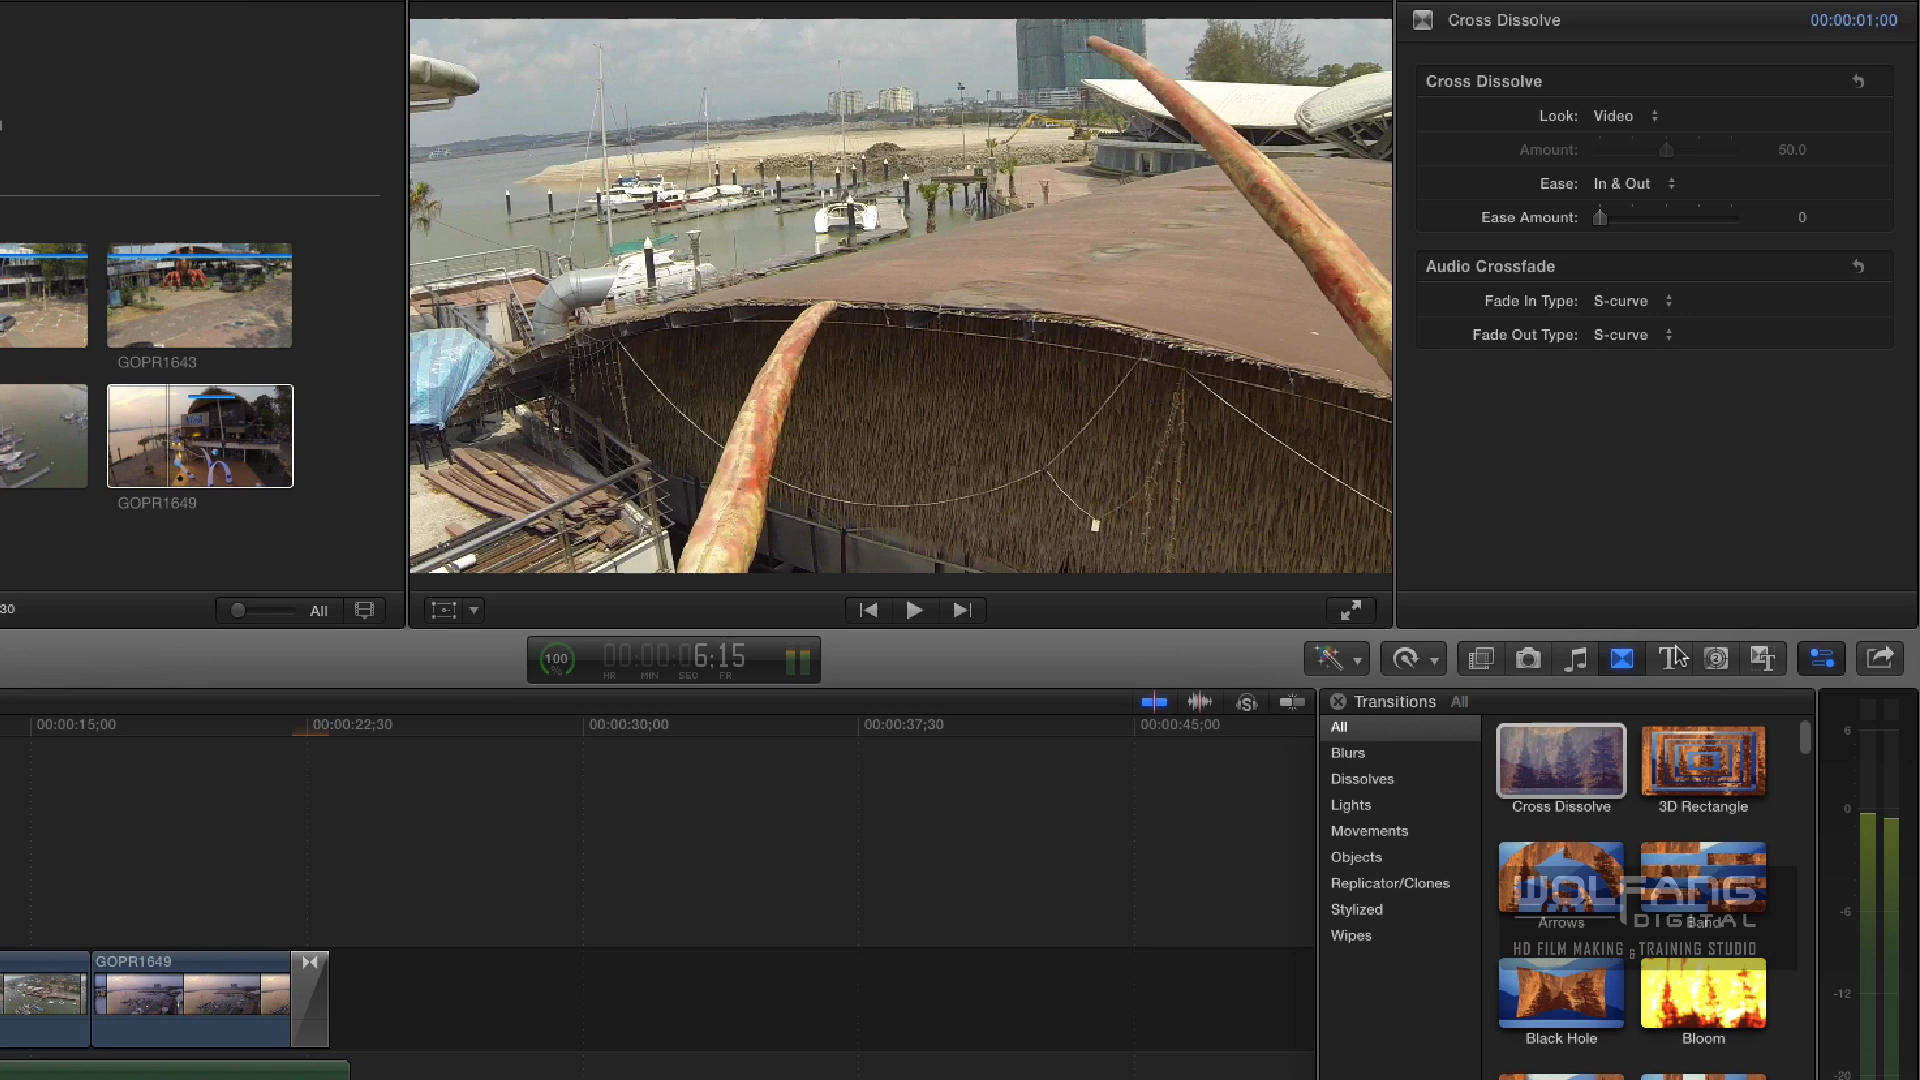 Cross Dissolve
00:00:01;00
Cross Dissolve
Look: Video
Amount: 50.0
Ease: In & Out
Ease Amount: 0
Audio Crossfade
Fade In Type: S-curve
Fade Out Type: S-curve
GOPR1643
GOPR1649
30
All
100
%
00:00:06;15
HR MIN SEC FR
00:00:15;00
00:00:22;30
00:00:30;00
00:00:37;30
00:00:45;00
Transitions All
All
Blurs
Dissolves
Lights
Movements
Objects
Replicator/Clones
Stylized
Wipes
Cross Dissolve
3D Rectangle
Arrows
Band
Black Hole
Bloom
WOLFFANG
DIGITAL
HD FILM MAKING & TRAINING STUDIO
6
0
-6
-12
-20
GOPR1649